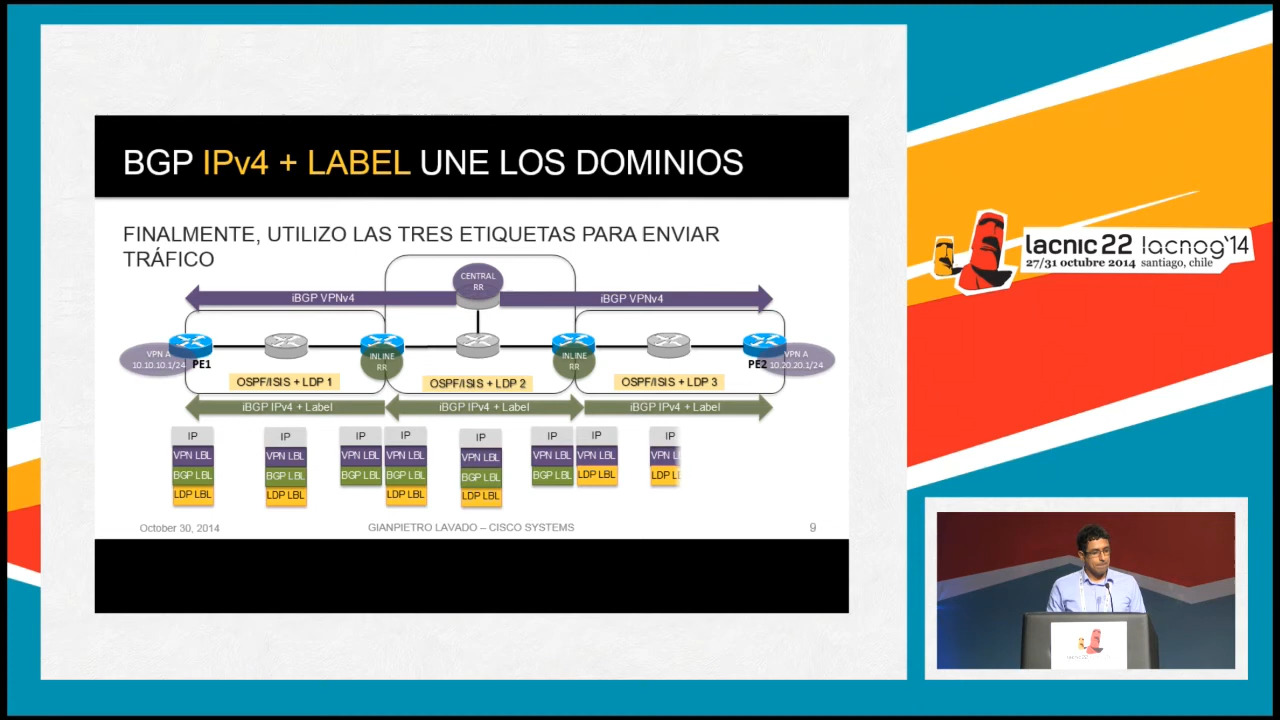 BGP IPv4 + LABEL UNE LOS DOMINIOS
FINALMENTE, UTILIZO LAS TRES ETIQUETAS PARA ENVIAR
TRÁFICO
CENTRAL
RR
iBGP VPNv4
iBGP VPNv4
VPN A
10.10.10.1/24
PE1
INLINE
RR
INLINE
RR
PE2
VPN A
10.20.20.1/24
OSPF/ISIS + LDP 1
OSPF/ISIS + LDP 2
OSPF/ISIS + LDP 3
iBGP IPv4 + Label
iBGP IPv4 + Label
iBGP IPv4 + Label
IP
VPN LBL
BGP LBL
LDP LBL
IP
VPN LBL
BGP LBL
LDP LBL
IP
VPN LBL
BGP LBL
IP
VPN LBL
BGP LBL
LDP LBL
IP
VPN LBL
BGP LBL
LDP LBL
IP
VPN LBL
BGP LBL
IP
VPN LBL
LDP LBL
IP
VPN L
LDP L
October 30, 2014
GIANPIETRO LAVADO – CISCO SYSTEMS
9
lacnic 22 lacnog'14
27/31 octubre 2014 santiago, chile